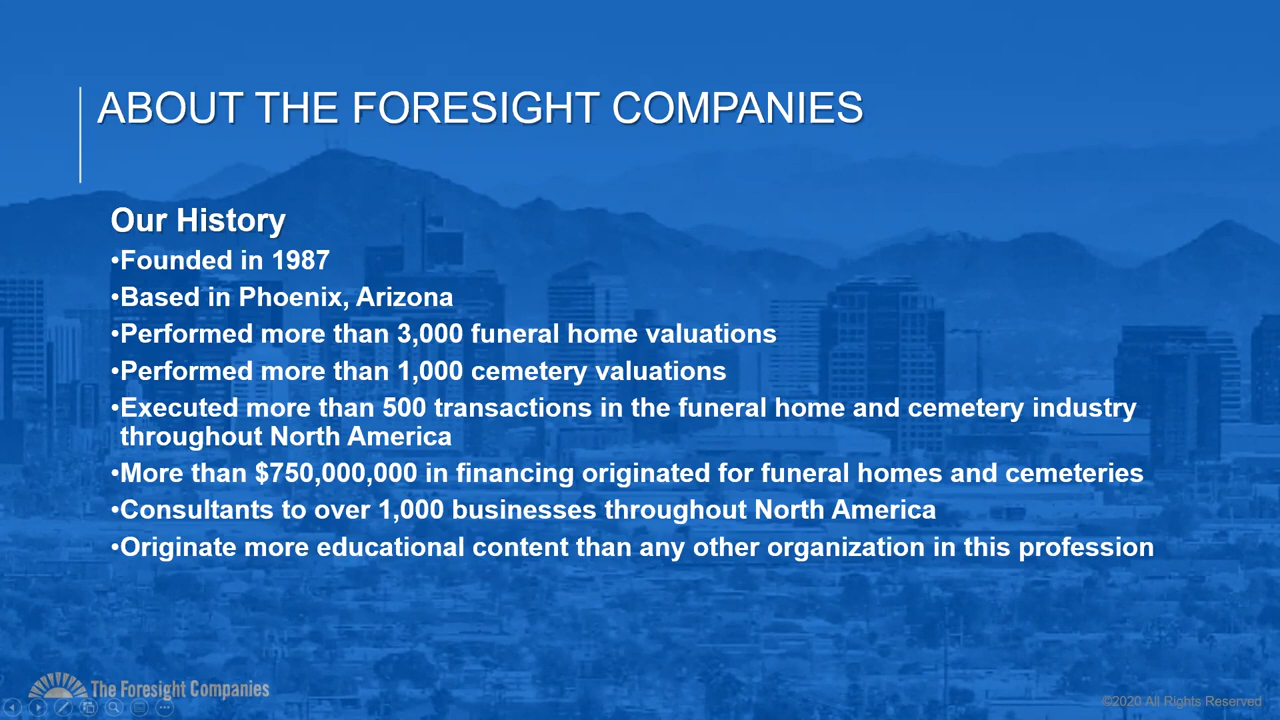 ABOUT THE FORESIGHT COMPANIES
Our History
•Founded in 1987
•Based in Phoenix, Arizona
•Performed more than 3,000 funeral home valuations
•Performed more than 1,000 cemetery valuations
•Executed more than 500 transactions in the funeral home and cemetery industry
throughout North America
•More than $750,000,000 in financing originated for funeral homes and cemeteries
•Consultants to over 1,000 businesses throughout North America
•Originate more educational content than any other organization in this profession
The Foresight Companies
©2020 All Rights Reserved